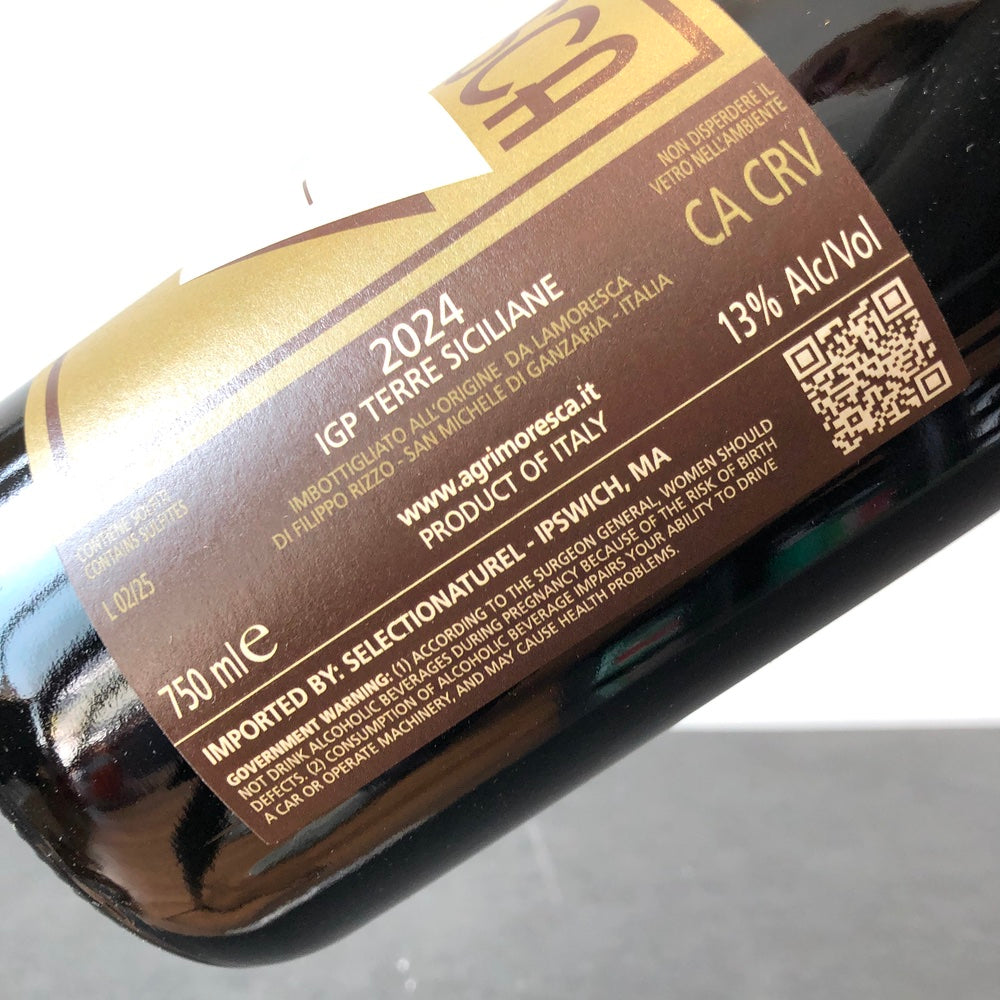 SCA
NON DISPERDERE IL
VETRO NELL'AMBIENTE
CA CRV
2024
IGP TERRE SICILIANE
13% Alc/Vol
IMBOTTIGLIATO ALL'ORIGINE DA LAMORESCA
DI FILIPPO RIZZO - SAN MICHELE DI GANZARIA - ITALIA
www.agrimoresca.it
PRODUCT OF ITALY
CONTIENE SOLFITI
CONTAINS SULFITES
L 02/25
750 ml e
IMPORTED BY: SELECTIONATUREL - IPSWICH, MA
GOVERNMENT WARNING: (1) ACCORDING TO THE SURGEON GENERAL, WOMEN SHOULD
NOT DRINK ALCOHOLIC BEVERAGES DURING PREGNANCY BECAUSE OF THE RISK OF BIRTH
DEFECTS. (2) CONSUMPTION OF ALCOHOLIC BEVERAGE IMPAIRS YOUR ABILITY TO DRIVE
A CAR OR OPERATE MACHINERY, AND MAY CAUSE HEALTH PROBLEMS.